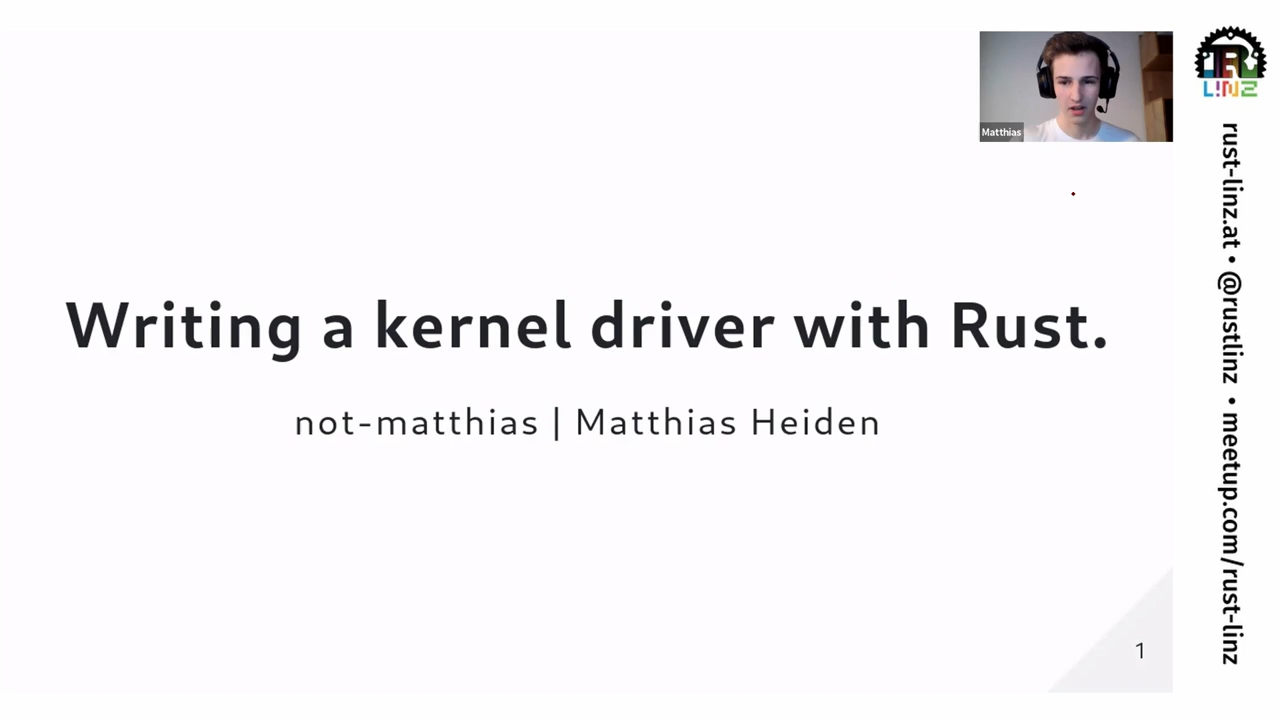 Writing a kernel driver with Rust.
not-matthias | Matthias Heiden
1
Matthias
R
L!NZ
rust-linz.at • @rustlinz • meetup.com/rust-linz